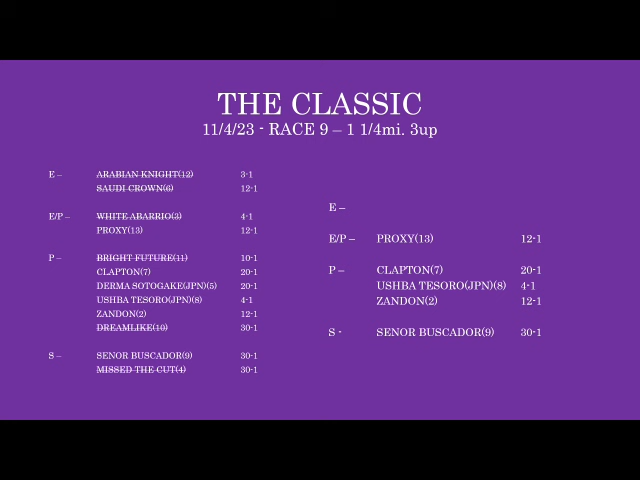 THE CLASSIC
11/4/23 - RACE 9 – 1 1/4mi. 3up
E – ARABIAN KNIGHT(12) 3-1
SAUDI CROWN(6) 12-1
E/P – WHITE ABARRIO(3) 4-1
PROXY(13) 12-1
P – BRIGHT FUTURE(11) 10-1
CLAPTON(7) 20-1
DERMA SOTOGAKE(JPN)(5) 20-1
USHBA TESORO(JPN)(8) 4-1
ZANDON(2) 12-1
DREAMLIKE(10) 30-1
S – SENOR BUSCADOR(9) 30-1
MISSED THE CUT(4) 30-1
E –
E/P – PROXY(13) 12-1
P – CLAPTON(7) 20-1
USHBA TESORO(JPN)(8) 4-1
ZANDON(2) 12-1
S - SENOR BUSCADOR(9) 30-1